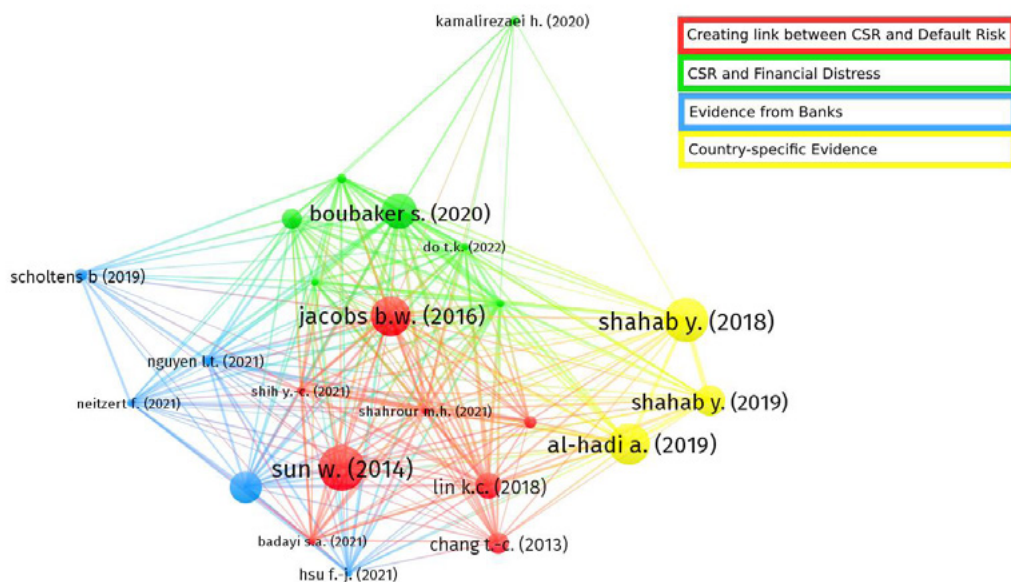 kamalirezaei h. (2020)
Creating link between CSR and Default Risk
CSR and Financial Distress
Evidence from Banks
Country-specific Evidence
boubaker s. (2020)
do t.k. (2022)
scholtens b (2019)
jacobs b.w. (2016)
shahab y. (2018)
nguyen l.t. (2021)
shih y.-c. (2021)
neitzert f. (2021)
shahrour m.h. (2021)
shahab y. (2019)
al-hadi a. (2019)
sun w. (2014)
lin k.c. (2018)
badayi s.a. (2021)
chang t.-c. (2013)
hsu f.-j. (2021)